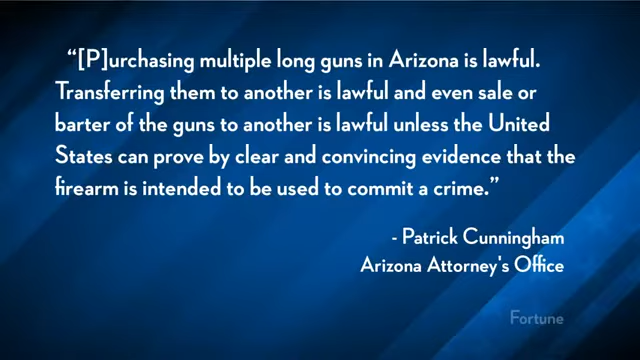 “[P]urchasing multiple long guns in Arizona is lawful.
Transferring them to another is lawful and even sale or
barter of the guns to another is lawful unless the United
States can prove by clear and convincing evidence that the
firearm is intended to be used to commit a crime.”
- Patrick Cunningham
Arizona Attorney's Office
Fortune